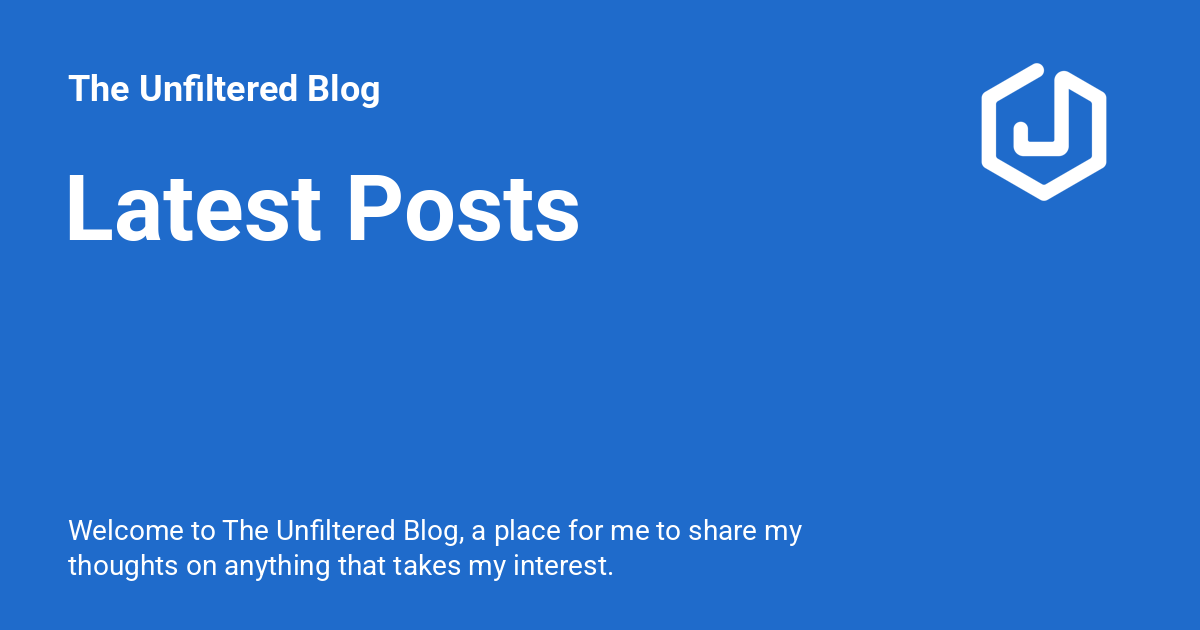 The Unfiltered Blog
Latest Posts
Welcome to The Unfiltered Blog, a place for me to share my
thoughts on anything that takes my interest.